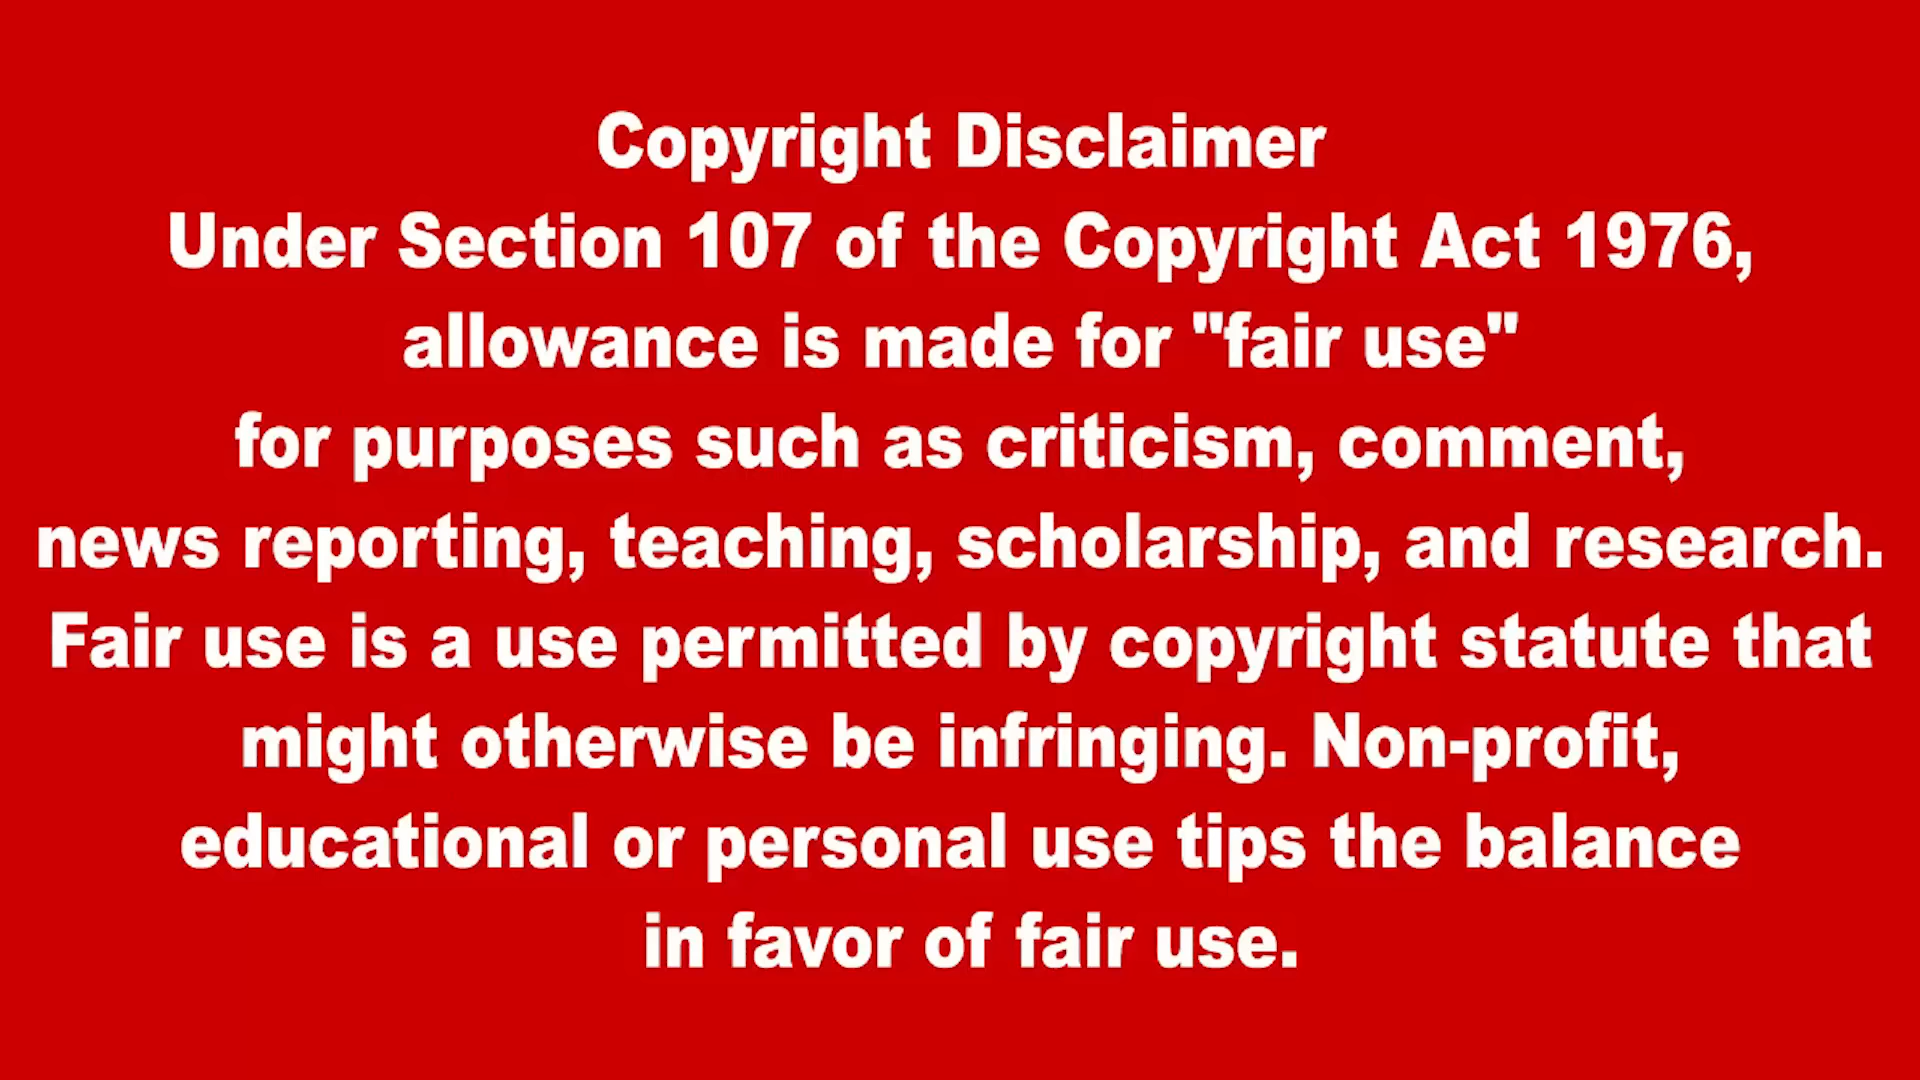 Copyright Disclaimer
Under Section 107 of the Copyright Act 1976,
allowance is made for "fair use"
for purposes such as criticism, comment,
news reporting, teaching, scholarship, and research.
Fair use is a use permitted by copyright statute that
might otherwise be infringing. Non-profit,
educational or personal use tips the balance
in favor of fair use.